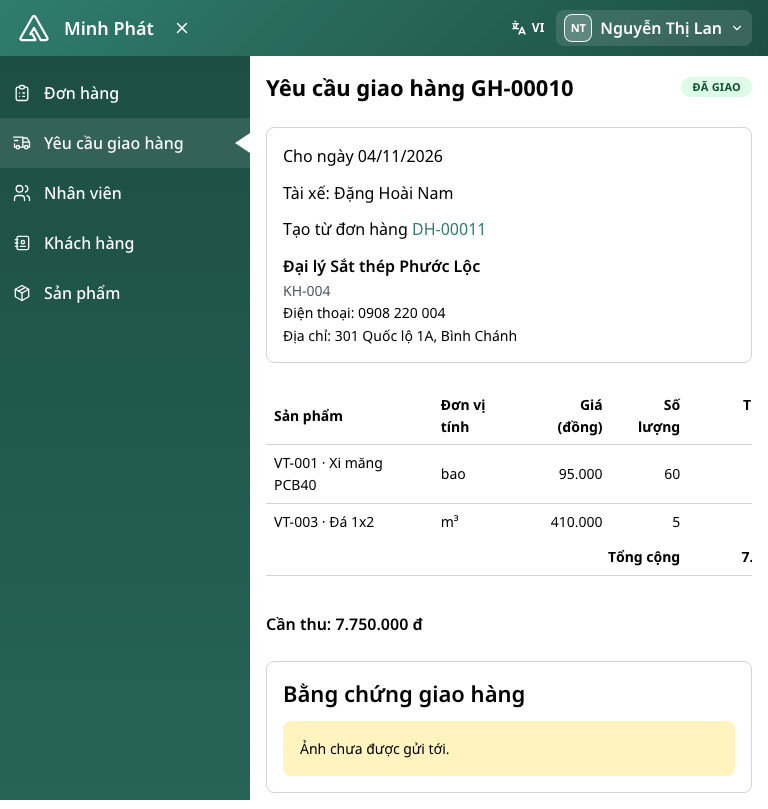 Minh Phát
VI
NT
Nguyễn Thị Lan
Đơn hàng
Yêu cầu giao hàng
Nhân viên
Khách hàng
Sản phẩm
Yêu cầu giao hàng GH-00010
ĐÃ GIAO
Cho ngày 04/11/2026
Tài xế: Đặng Hoài Nam
Tạo từ đơn hàng DH-00011
Đại lý Sắt thép Phước Lộc
KH-004
Điện thoại: 0908 220 004
Địa chỉ: 301 Quốc lộ 1A, Bình Chánh
Sản phẩm Đơn vị tính Giá (đồng) Số lượng T
VT-001 · Xi măng PCB40 bao 95.000 60
VT-003 · Đá 1x2 m³ 410.000 5
Tổng cộng 7.
Cần thu: 7.750.000 đ
Bằng chứng giao hàng
Ảnh chưa được gửi tới.